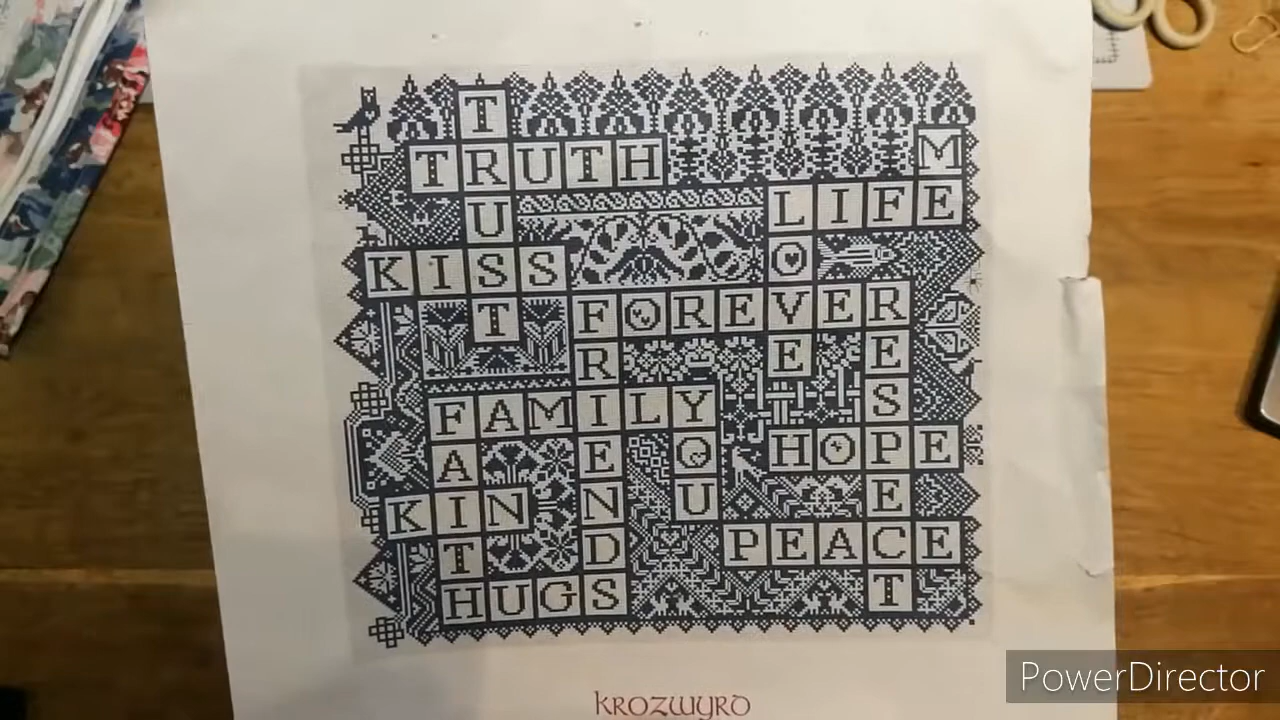 T
TRUTH M
U LIFE
KISS O
T FOREVER
R E E
FAMILY S
A E O HOPE
KIN N U E
T D PEACE
HUGS T
KROZWYRD
PowerDirector